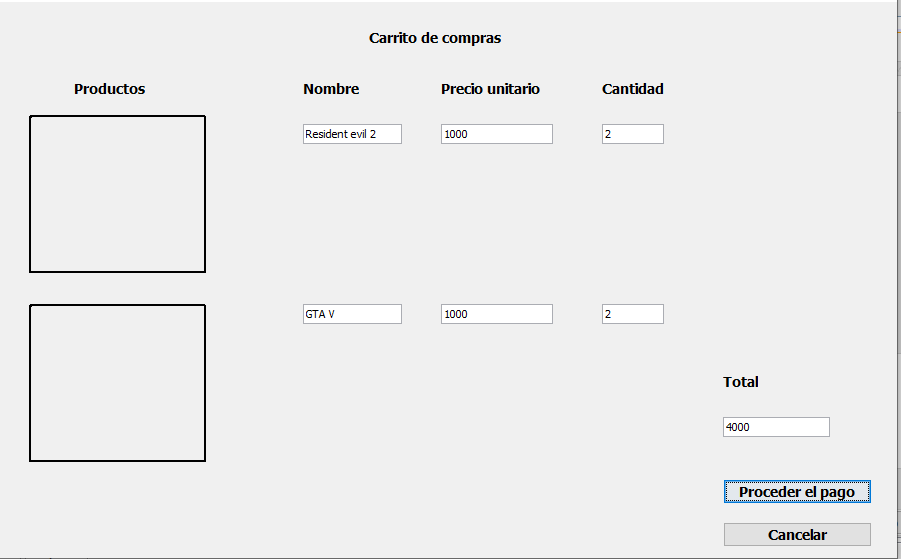 Carrito de compras
Productos Nombre Precio unitario Cantidad
Resident evil 2 1000 2
GTA V 1000 2
Total
4000
Proceder el pago
Cancelar